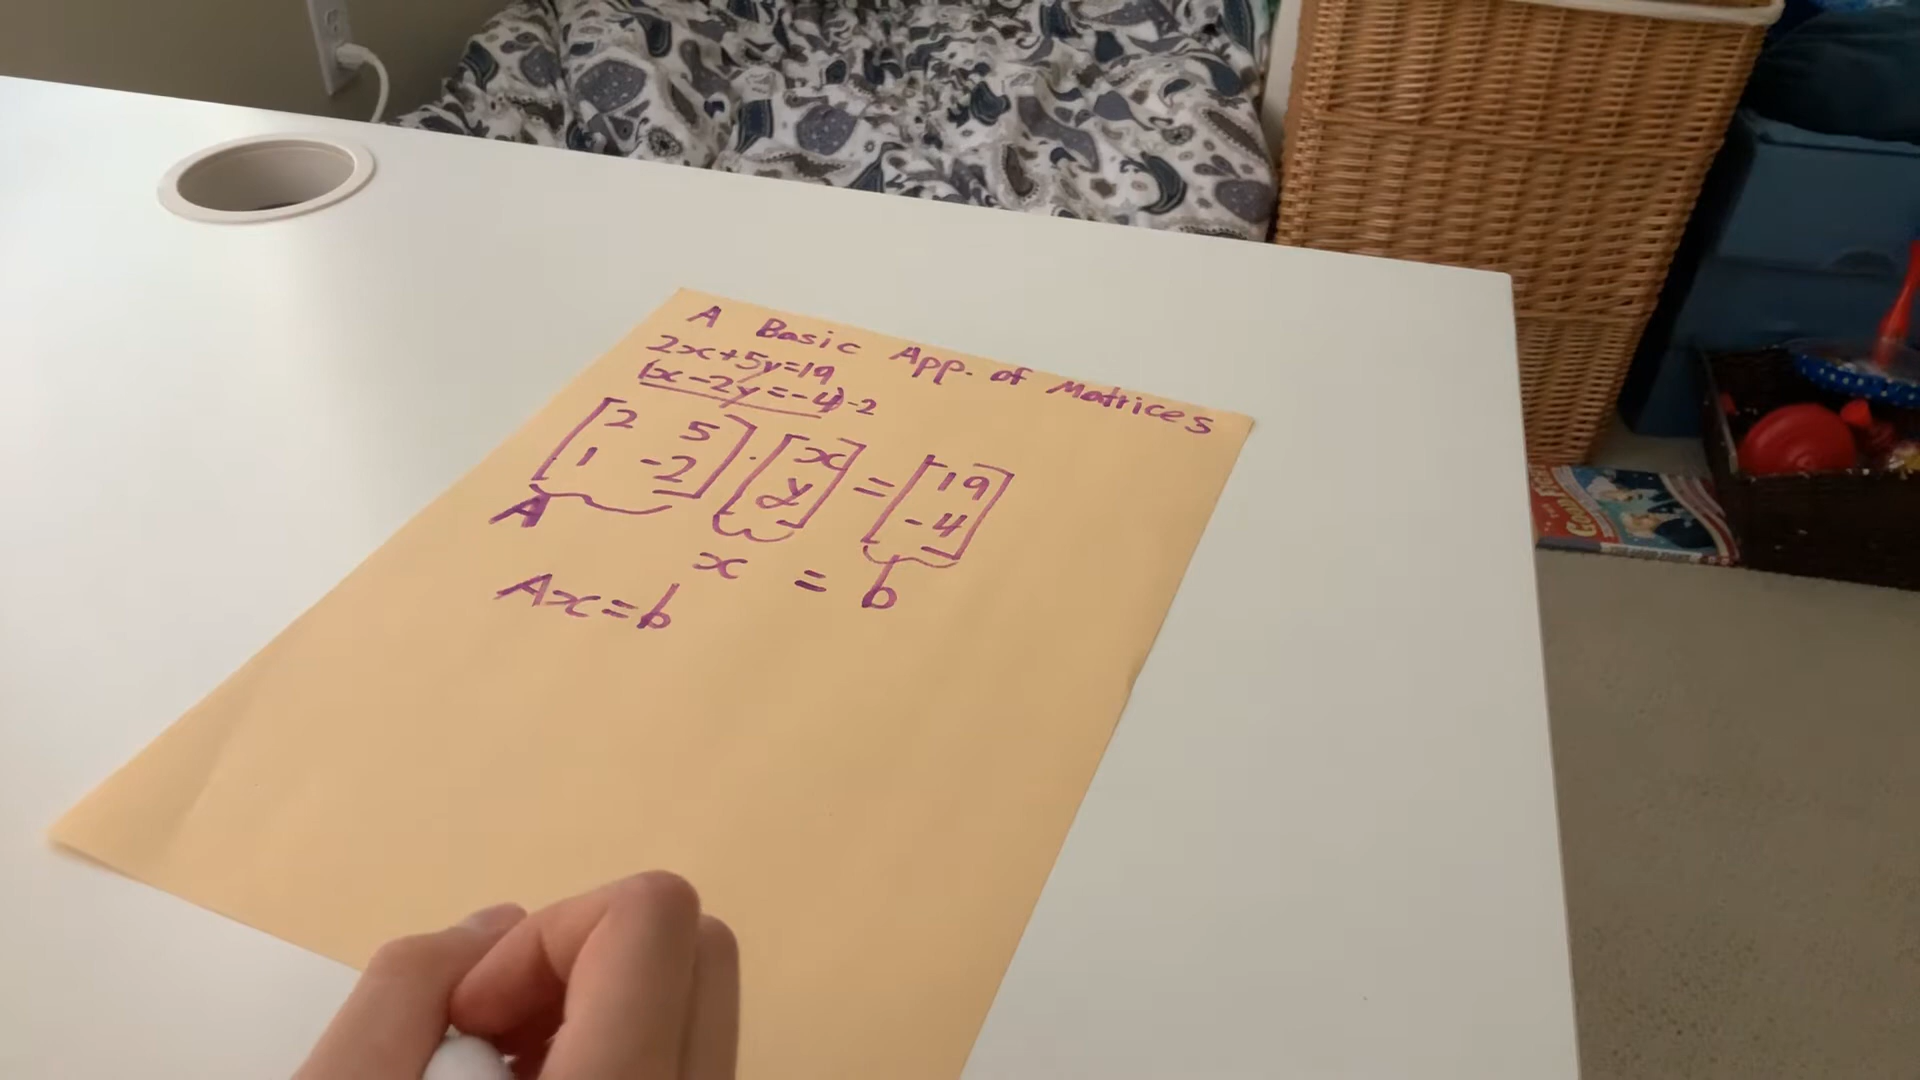 A Basic App. of Matrices
2x+5y=19
(x-2y=-4)-2
[2 5
1 -2] · [x
y] = [19
-4]
A x = b
Ax=b